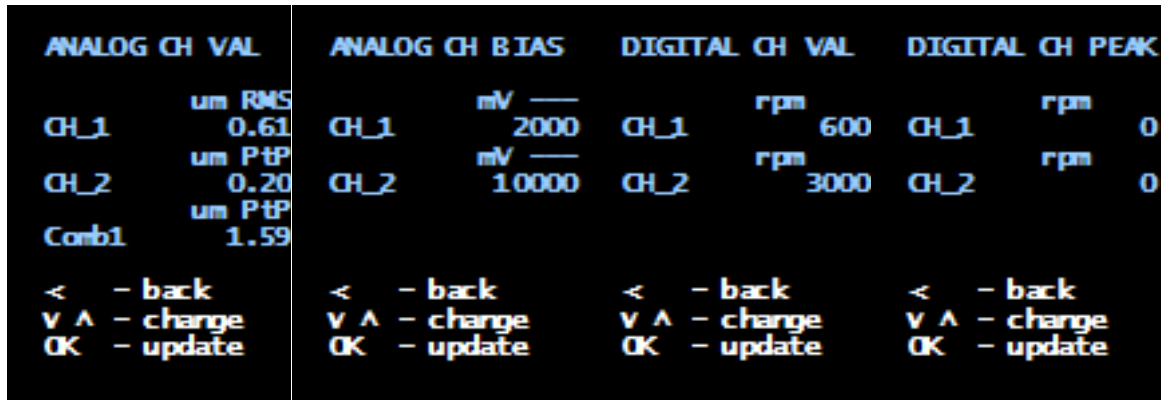 ANALOG CH VAL
um RMS
CH_1 0.61
um PtP
CH_2 0.20
um PtP
Comb1 1.59
< - back
v ^ - change
OK - update
ANALOG CH BIAS
mV ---
CH_1 2000
mV ---
CH_2 10000
< - back
v ^ - change
OK - update
DIGITAL CH VAL
rpm
CH_1 600
rpm
CH_2 3000
< - back
v ^ - change
OK - update
DIGITAL CH PEAK
rpm
CH_1 0
rpm
CH_2 0
< - back
v ^ - change
OK - update